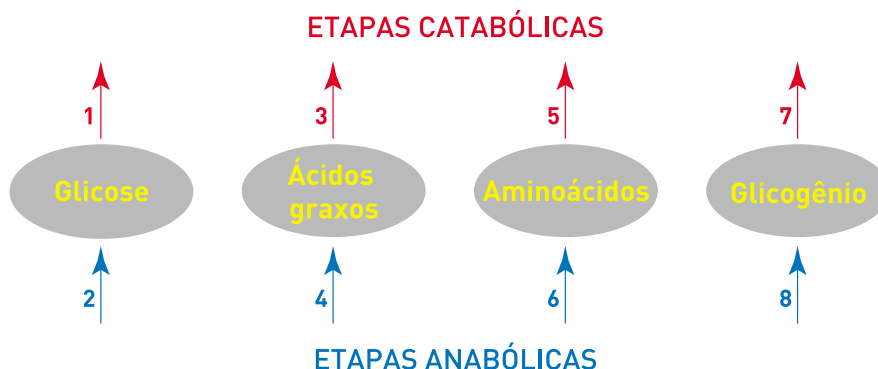 ETAPAS CATABÓLICAS
1 3 5 7
Glicose
Ácidos
graxos
Aminoácidos
Glicogênio
2 4 6 8
ETAPAS ANABÓLICAS